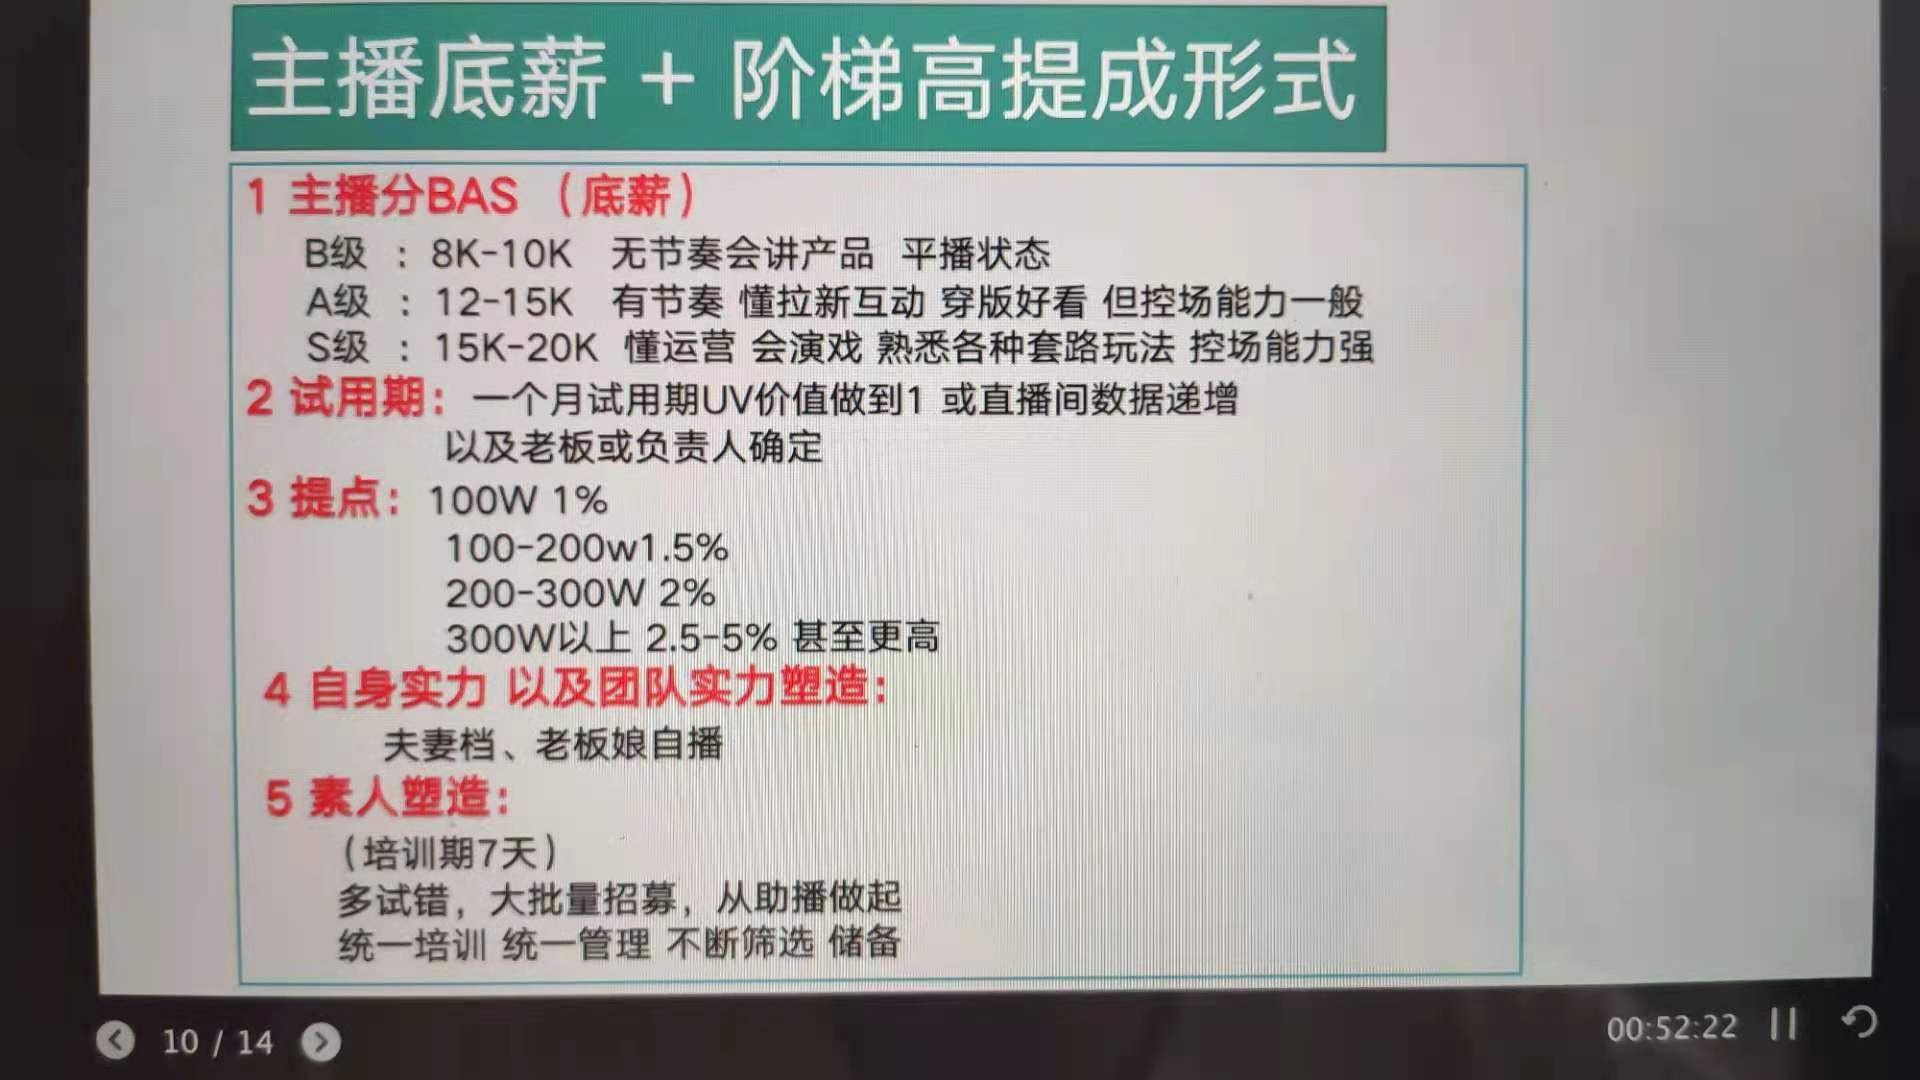 主播底薪 + 阶梯高提成形式
1 主播分BAS （底薪）
B级 : 8K-10K 无节奏会讲产品 平播状态
A级 : 12-15K 有节奏 懂拉新互动 穿版好看 但控场能力一般
S级 : 15K-20K 懂运营 会演戏 熟悉各种套路玩法 控场能力强
2 试用期: 一个月试用期UV价值做到1 或直播间数据递增
以及老板或负责人确定
3 提点: 100W 1%
100-200w1.5%
200-300W 2%
300W以上 2.5-5% 甚至更高
4 自身实力 以及团队实力塑造:
夫妻档、老板娘自播
5 素人塑造:
（培训期7天）
多试错，大批量招募，从助播做起
统一培训 统一管理 不断筛选 储备
10 / 14
00:52:22